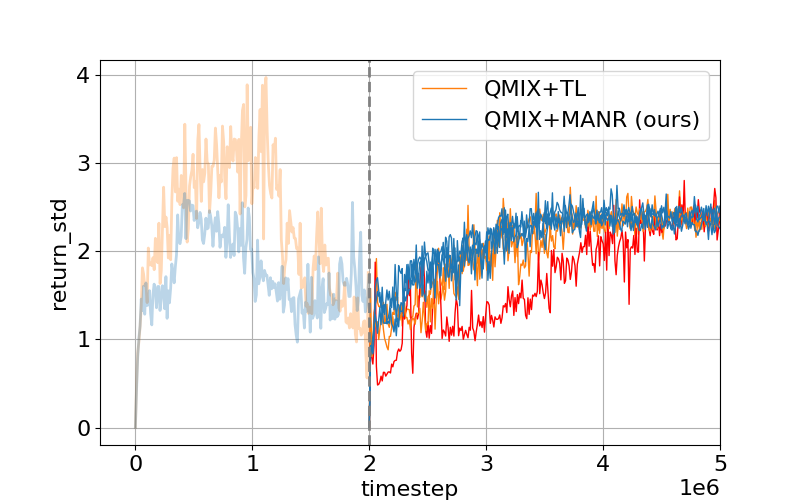 4
3
2
1
0
return_std
QMIX+TL
QMIX+MANR (ours)
0
1
2
3
4
5
timestep
1e6